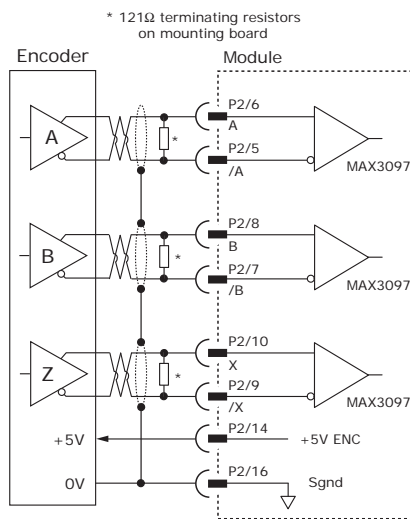 * 121Ω terminating resistors
on mounting board
Encoder
Module
A
*
P2/6
A
P2/5
/A
MAX3097
B
*
P2/8
B
P2/7
/B
MAX3097
Z
*
P2/10
X
P2/9
/X
MAX3097
+5V
P2/14
+5V ENC
0V
P2/16
Sgnd